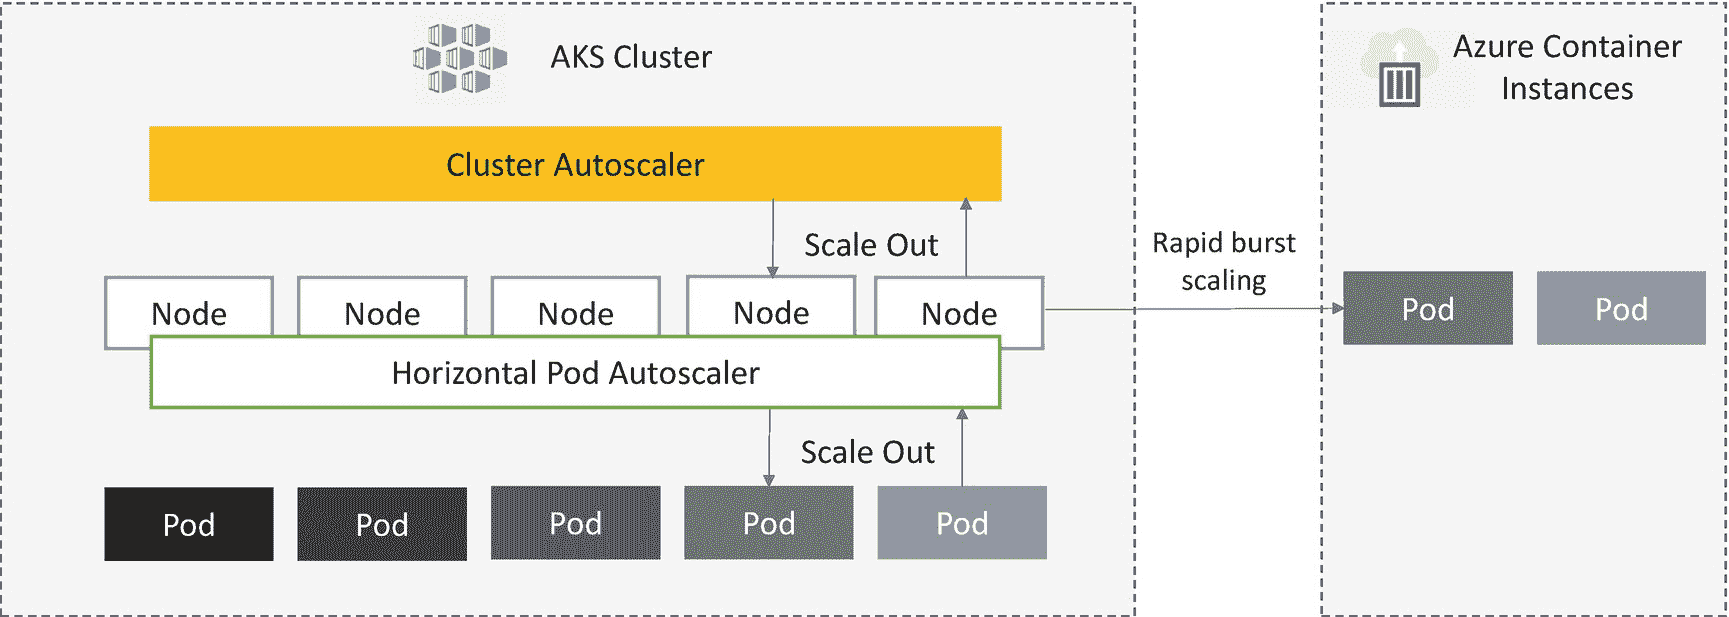 AKS Cluster
Azure Container
Instances
Cluster Autoscaler
Scale Out
Rapid burst
scaling
Node
Node
Node
Node
Node
Pod
Pod
Horizontal Pod Autoscaler
Scale Out
Pod
Pod
Pod
Pod
Pod